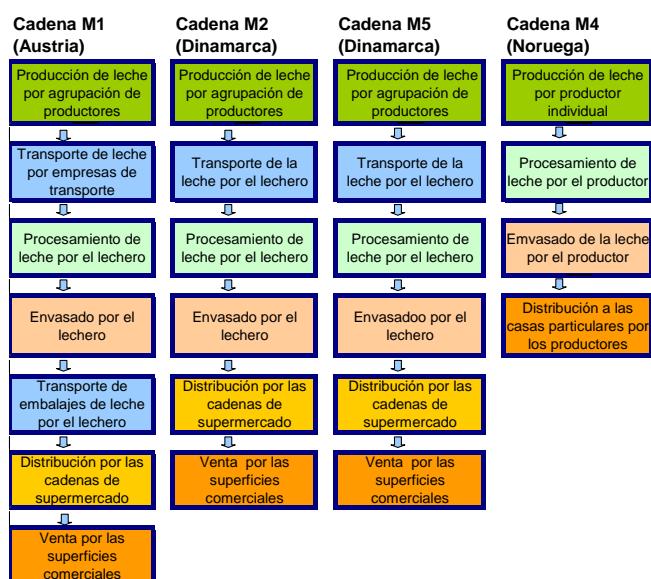 Cadena M1
(Austria)
Producción de leche
por agrupación de
productores
Transporte de leche
por empresas de
transporte
Procesamiento de
leche por el lechero
Envasado por el
lechero
Transporte de
embalajes de leche
por el lechero
Distribución por las
cadenas de
supermercado
Venta por las
superficies
comerciales
Cadena M2
(Dinamarca)
Producción de leche
por agrupación de
productores
Transporte de la
leche por el lechero
Procesamiento de
leche por el lechero
Envasado por el
lechero
Distribución por las
cadenas de
supermercado
Venta por las
superficies
comerciales
Cadena M5
(Dinamarca)
Producción de leche
por agrupación de
productores
Transporte de la
leche por el lechero
Procesamiento de
leche por el lechero
Envasadoo por el
lechero
Distribución por las
cadenas de
supermercado
Venta por las
superficies
comerciales
Cadena M4
(Noruega)
Producción de leche
por productor
individual
Procesamiento de
leche por el productor
Emvasado de la leche
por el productor
Distribución a las
casas particulares por
los productores